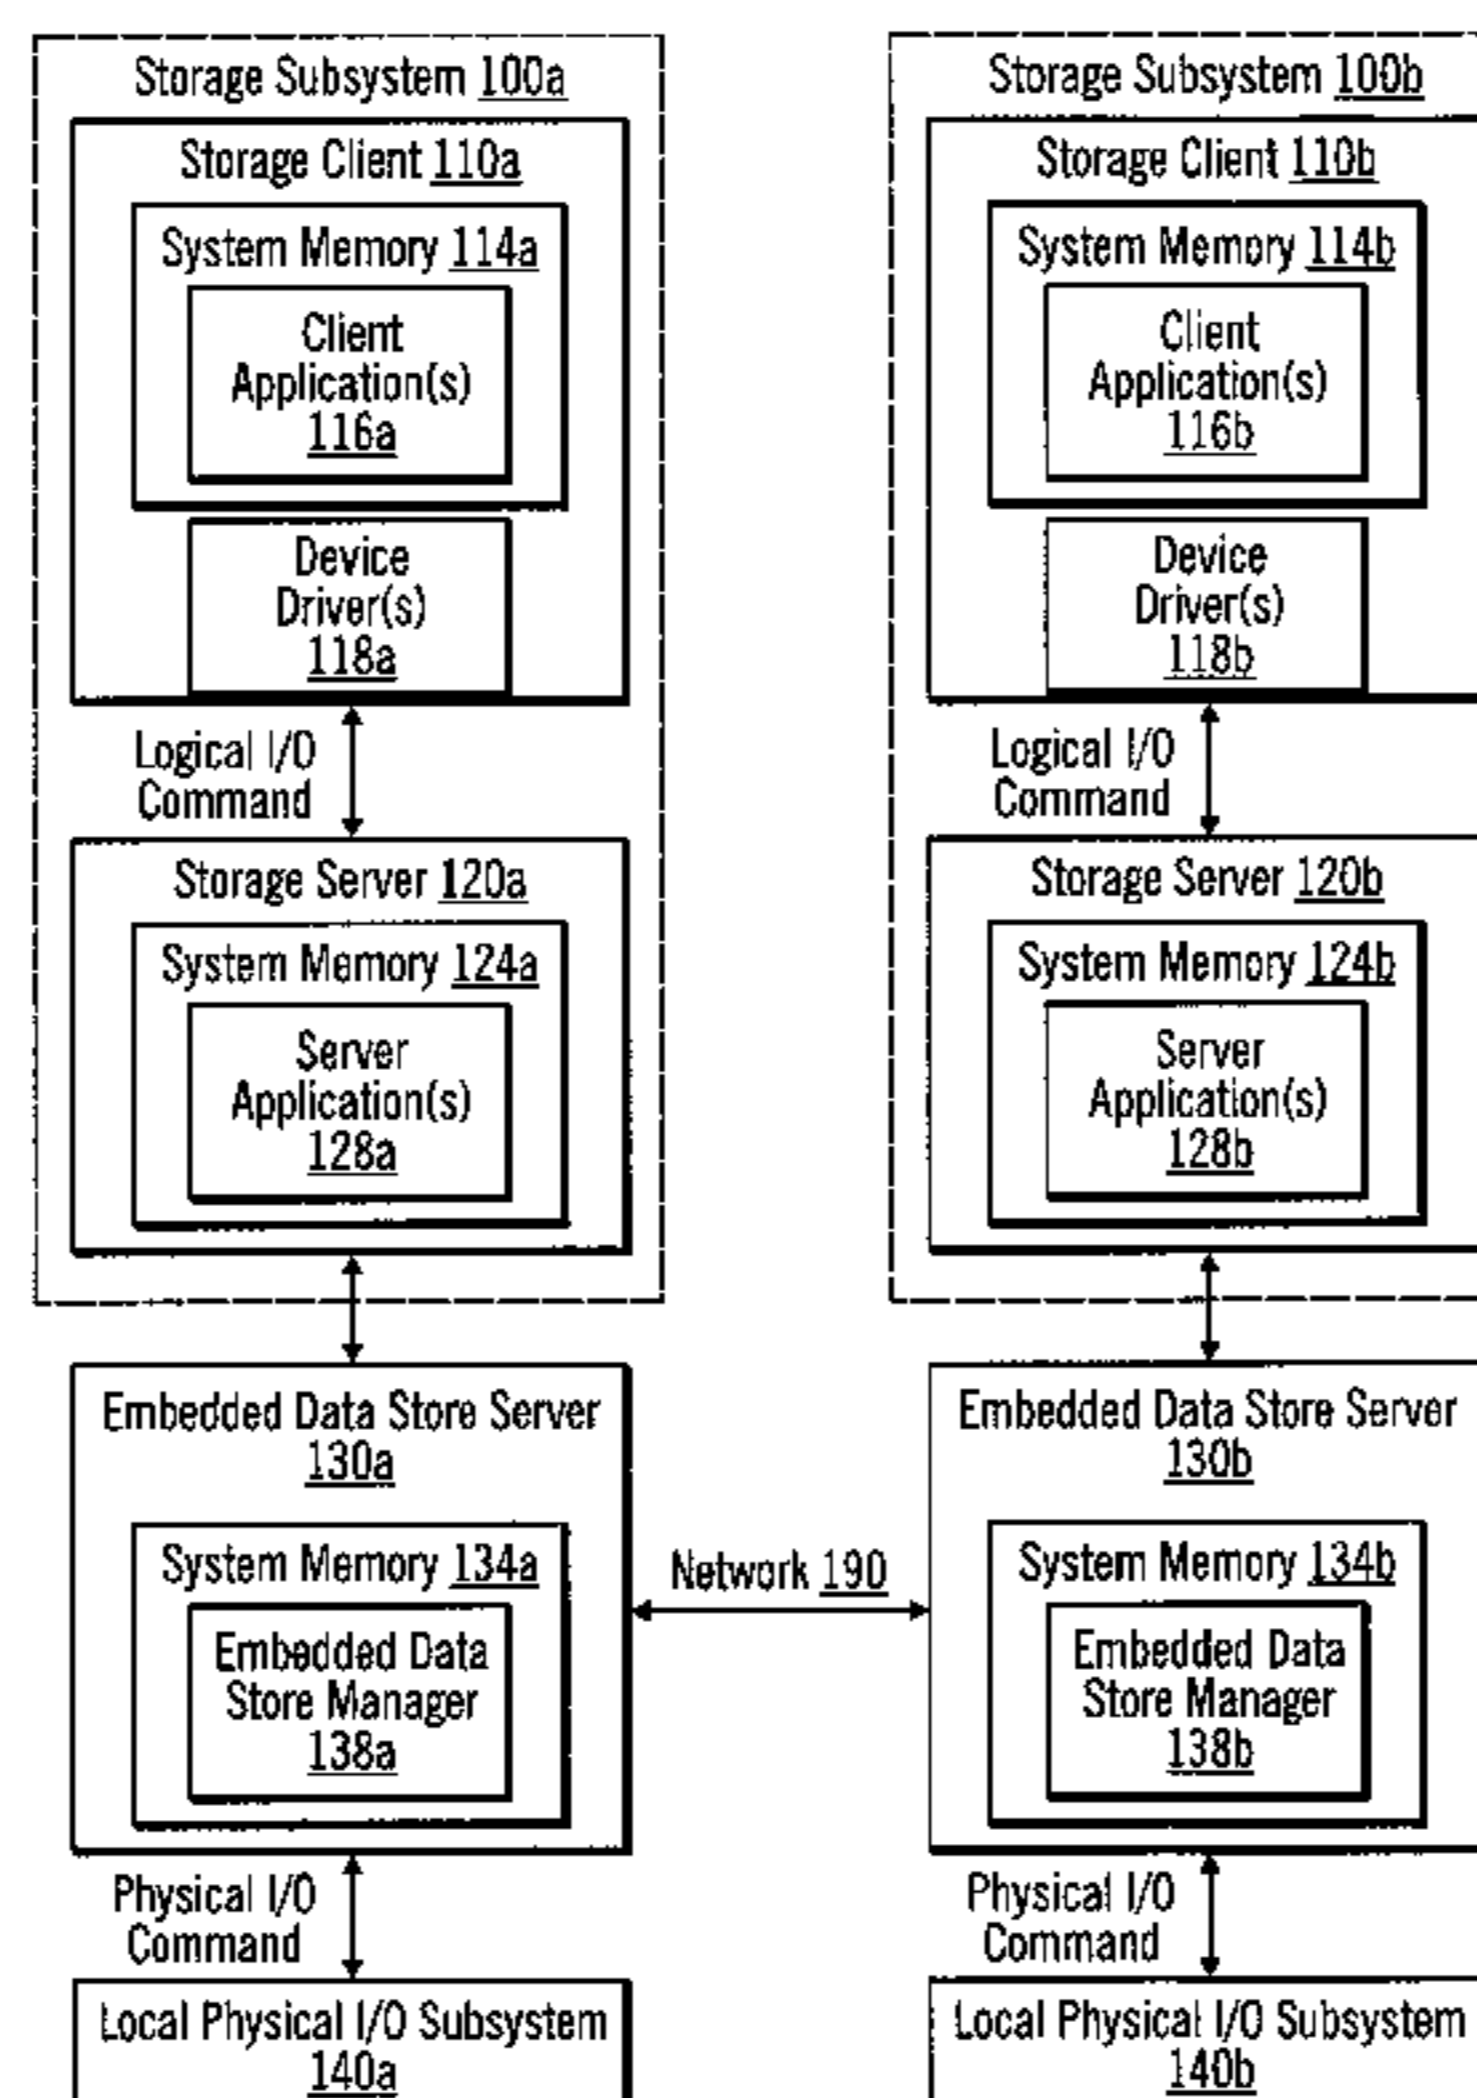 Storage Subsystem 100a
Storage Client 110a
System Memory 114a
Client
Application(s)
116a
Device
Driver(s)
118a
Logical I/O
Command
Storage Server 120a
System Memory 124a
Server
Application(s)
128a
Embedded Data Store Server
130a
System Memory 134a
Embedded Data
Store Manager
138a
Physical I/O
Command
Local Physical I/O Subsystem
140a
Network 190
Storage Subsystem 100b
Storage Client 110b
System Memory 114b
Client
Application(s)
116b
Device
Driver(s)
118b
Logical I/O
Command
Storage Server 120b
System Memory 124b
Server
Application(s)
128b
Embedded Data Store Server
130b
System Memory 134b
Embedded Data
Store Manager
138b
Physical I/O
Command
Local Physical I/O Subsystem
140b